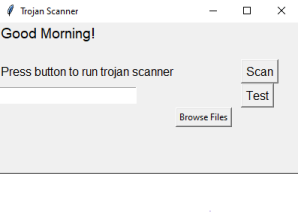 Trojan Scanner
Good Morning!
Press button to run trojan scanner
Scan
Test
Browse Files